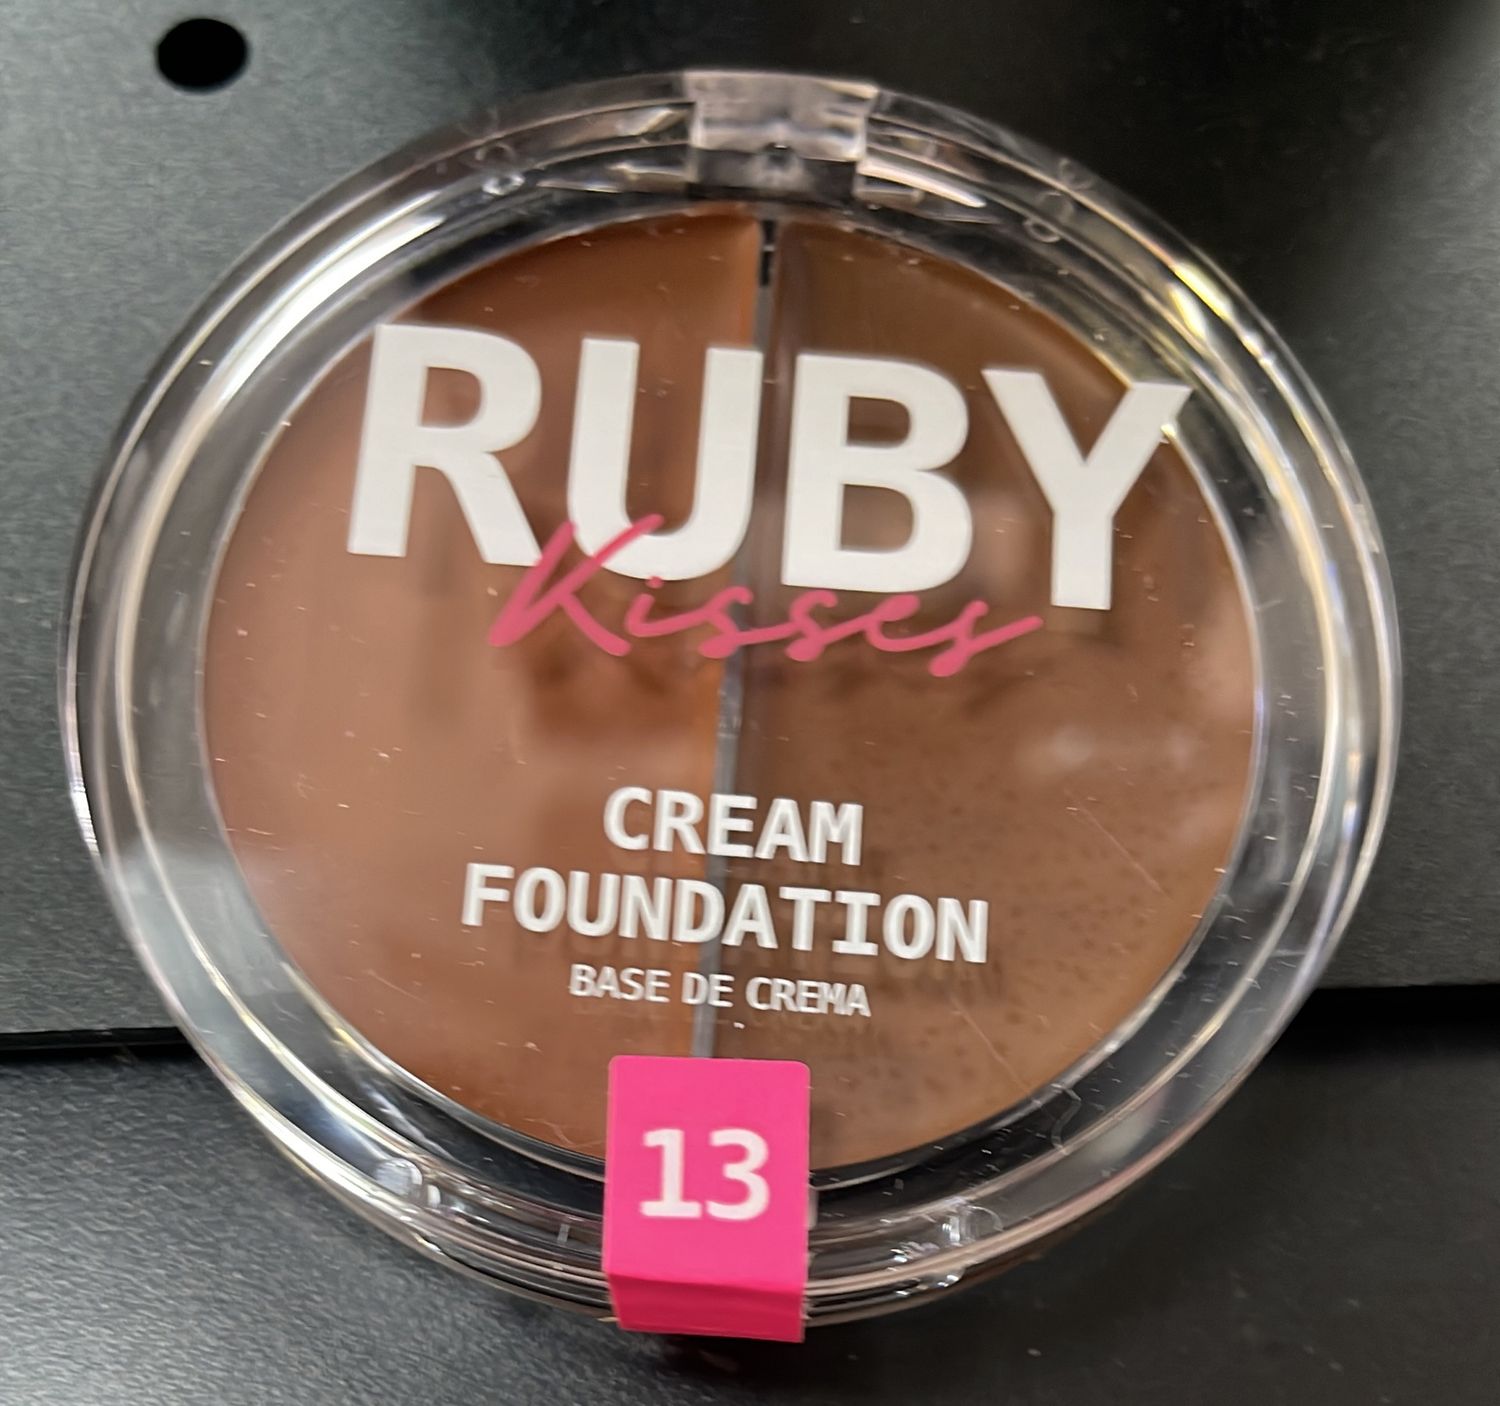 RUBY
Kisses
CREAM
FOUNDATION
BASE DE CREMA
13